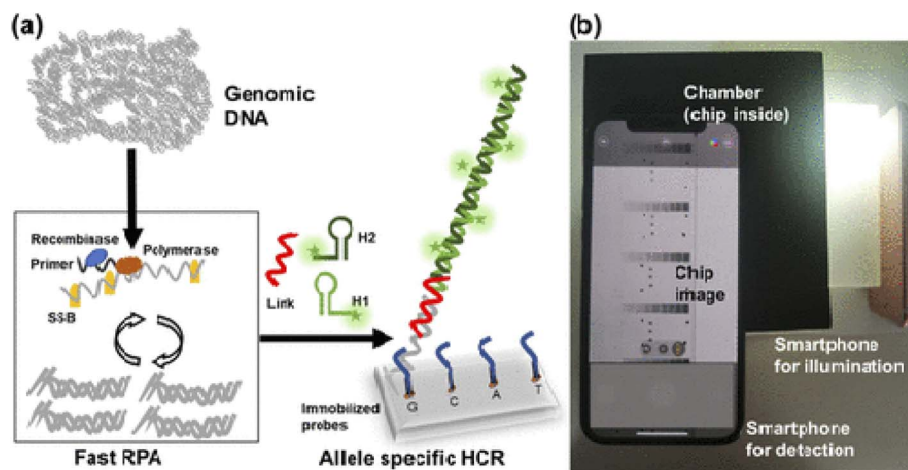 (a)
Genomic
DNA
Recombinase
Primer
Polymerase
SSB
Fast RPA
Link
H2
H1
Immobilized
probes
G C A T
Allele specific HCR
(b)
Chamber
(chip inside)
Chip
image
Smartphone
for illumination
Smartphone
for detection